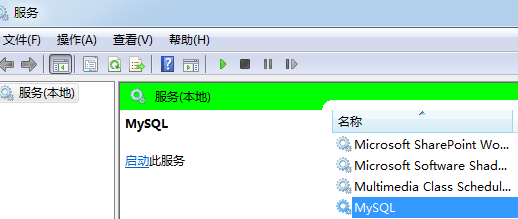 服务
文件(F) 操作(A) 查看(V) 帮助(H)
服务(本地)
服务(本地)
MySQL
启动此服务
名称
Microsoft SharePoint Wo...
Microsoft Software Shad...
Multimedia Class Schedul...
MySQL